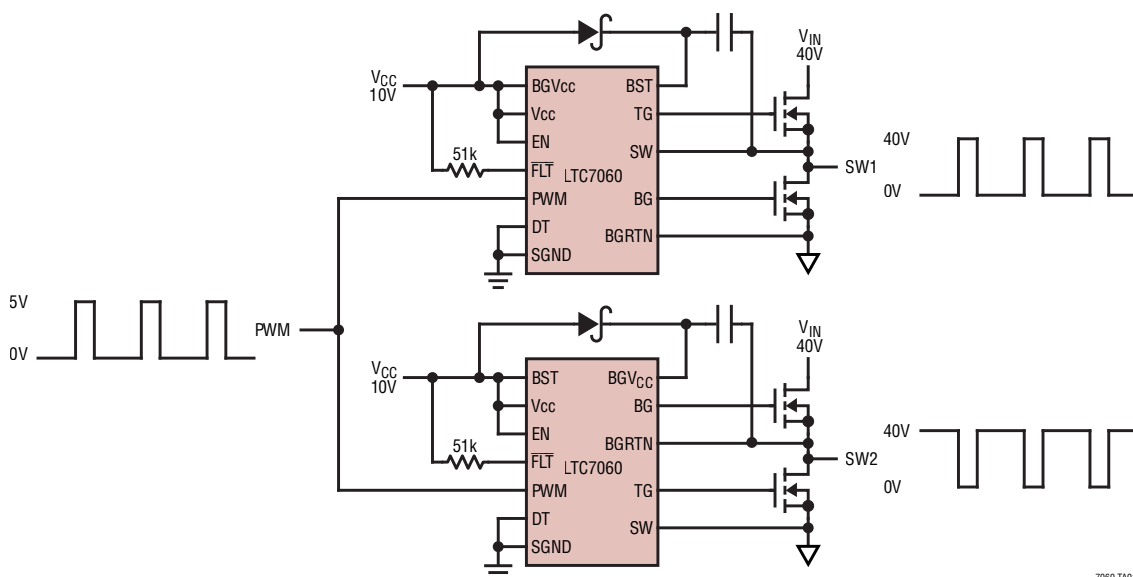 VIN
40V
VCC
10V
BGVcc
BST
Vcc
TG
EN
SW
51k
FLT
LTC7060
SW1
40V
0V
PWM
BG
DT
BGRTN
SGND
5V
0V
PWM
VIN
40V
VCC
10V
BST
BGVCC
Vcc
BG
EN
BGRTN
51k
FLT
LTC7060
SW2
40V
0V
PWM
TG
DT
SW
SGND